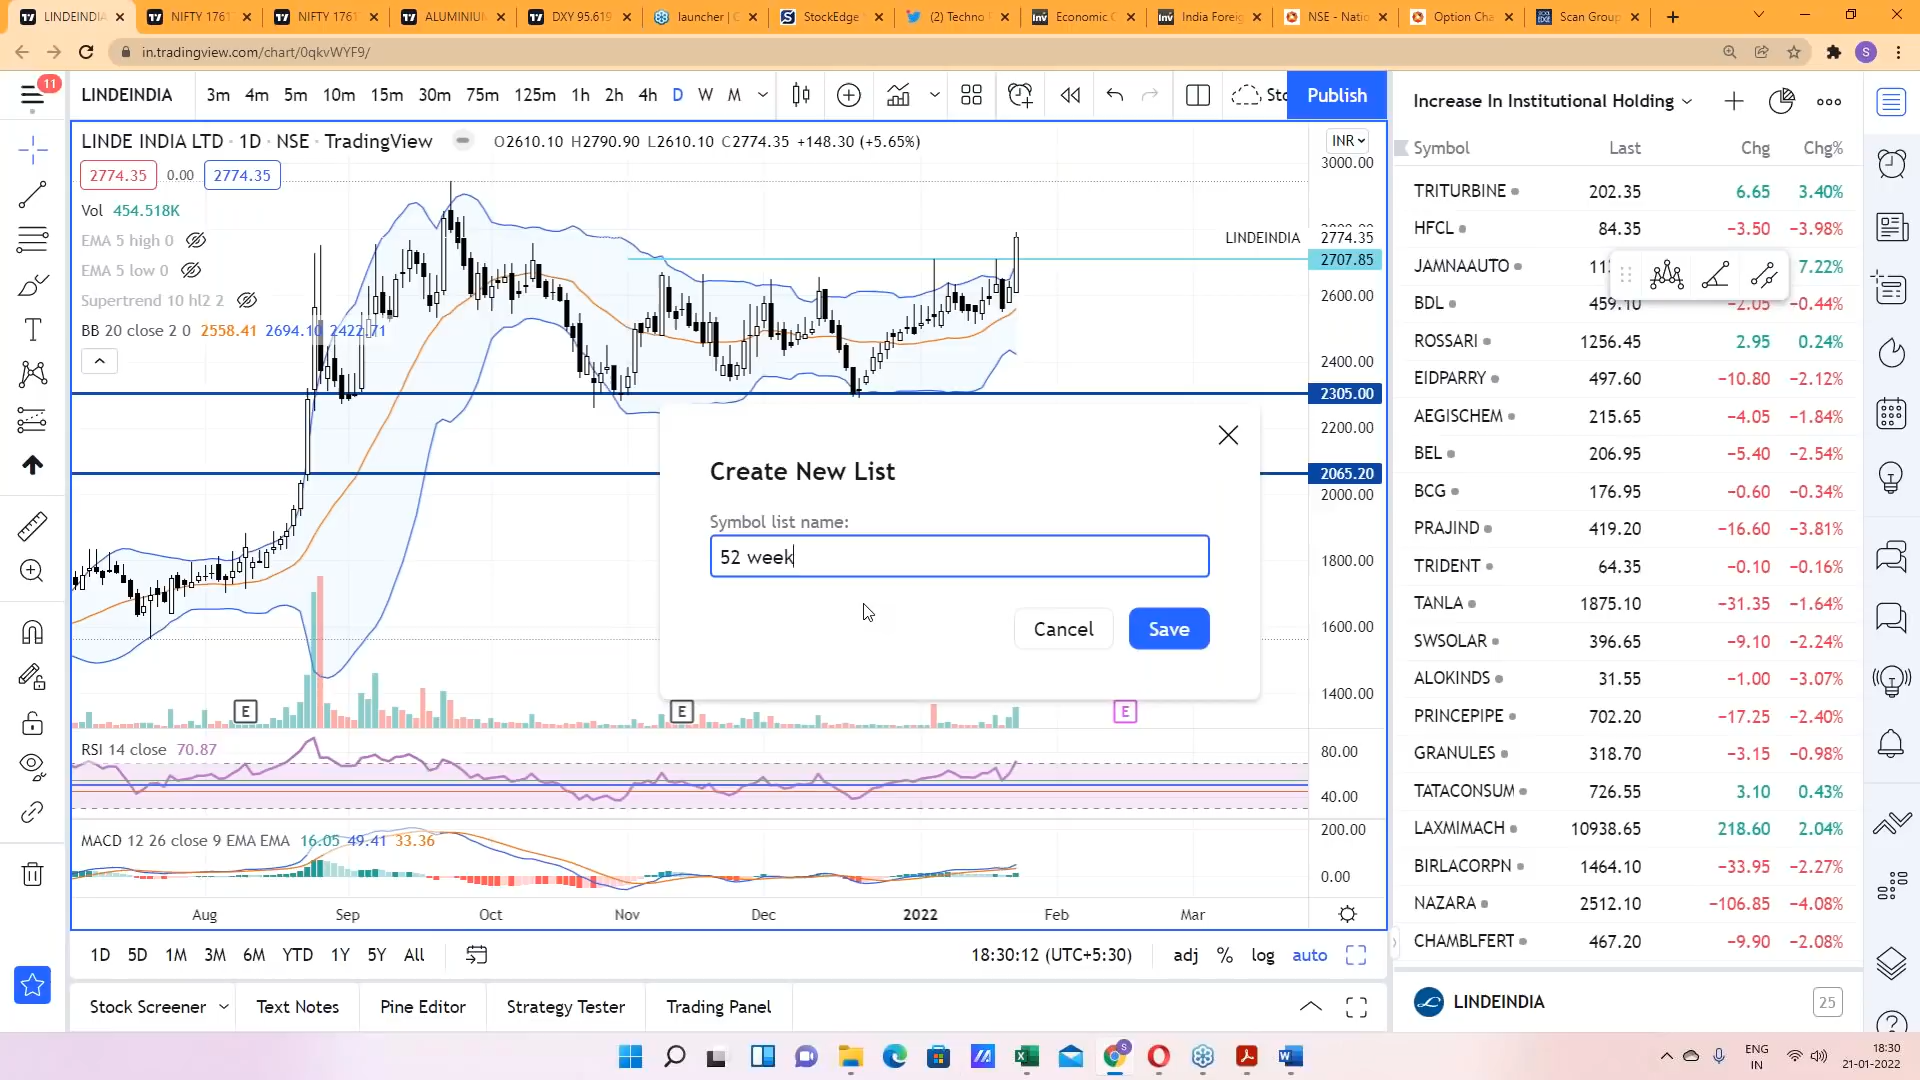 LINDEINDIA
NIFTY 1761
NIFTY 1761
ALUMINIUM
DXY 95.619
launcher | C
StockEdge
(2) Techno
Economic C
India Foreig
NSE - Natio
Option Cha
Scan Group
in.tradingview.com/chart/0qkvWYF9/
S
11
LINDEINDIA 3m 4m 5m 10m 15m 30m 75m 125m 1h 2h 4h D W M
Publish
LINDE INDIA LTD · 1D · NSE · TradingView
O2610.10 H2790.90 L2610.10 C2774.35 +148.30 (+5.65%)
2774.35 0.00 2774.35
Vol 454.518K
EMA 5 high 0
EMA 5 low 0
Supertrend 10 hl2 2
BB 20 close 2 0 2558.41 2694.10 2422.71
INR
3000.00
LINDEINDIA 2774.35
2707.85
2600.00
2400.00
2305.00
2200.00
2065.20
2000.00
1800.00
1600.00
1400.00
Create New List
Symbol list name:
52 week
Cancel Save
E E E
RSI 14 close 70.87
80.00
40.00
MACD 12 26 close 9 EMA EMA 16.05 49.41 33.36
200.00
0.00
Aug Sep Oct Nov Dec 2022 Feb Mar
1D 5D 1M 3M 6M YTD 1Y 5Y All
18:30:12 (UTC+5:30) adj % log auto
Stock Screener Text Notes Pine Editor Strategy Tester Trading Panel
Increase In Institutional Holding
Symbol Last Chg Chg%
TRITURBINE 202.35 6.65 3.40%
HFCL 84.35 −3.50 −3.98%
JAMNAAUTO 7.22%
BDL 459.10 −2.05 −0.44%
ROSSARI 1256.45 2.95 0.24%
EIDPARRY 497.60 −10.80 −2.12%
AEGISCHEM 215.65 −4.05 −1.84%
BEL 206.95 −5.40 −2.54%
BCG 176.95 −0.60 −0.34%
PRAJIND 419.20 −16.60 −3.81%
TRIDENT 64.35 −0.10 −0.16%
TANLA 1875.10 −31.35 −1.64%
SWSOLAR 396.65 −9.10 −2.24%
ALOKINDS 31.55 −1.00 −3.07%
PRINCEPIPE 702.20 −17.25 −2.40%
GRANULES 318.70 −3.15 −0.98%
TATACONSUM 726.55 3.10 0.43%
LAXMIMACH 10938.65 218.60 2.04%
BIRLACORPN 1464.10 −33.95 −2.27%
NAZARA 2512.10 −106.85 −4.08%
CHAMBLFERT 467.20 −9.90 −2.08%
LINDEINDIA 25
ENG
IN
18:30
21-01-2022